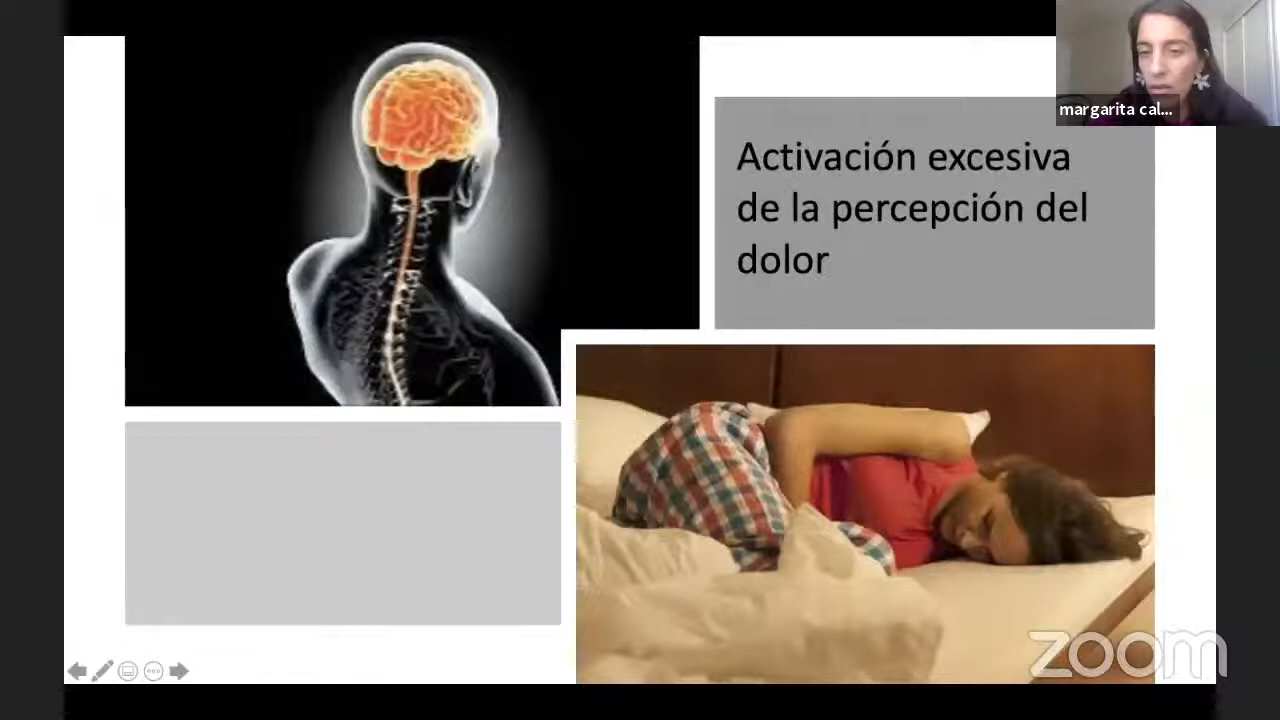 margarita cal...
Activación excesiva
de la percepción del
dolor
zoom